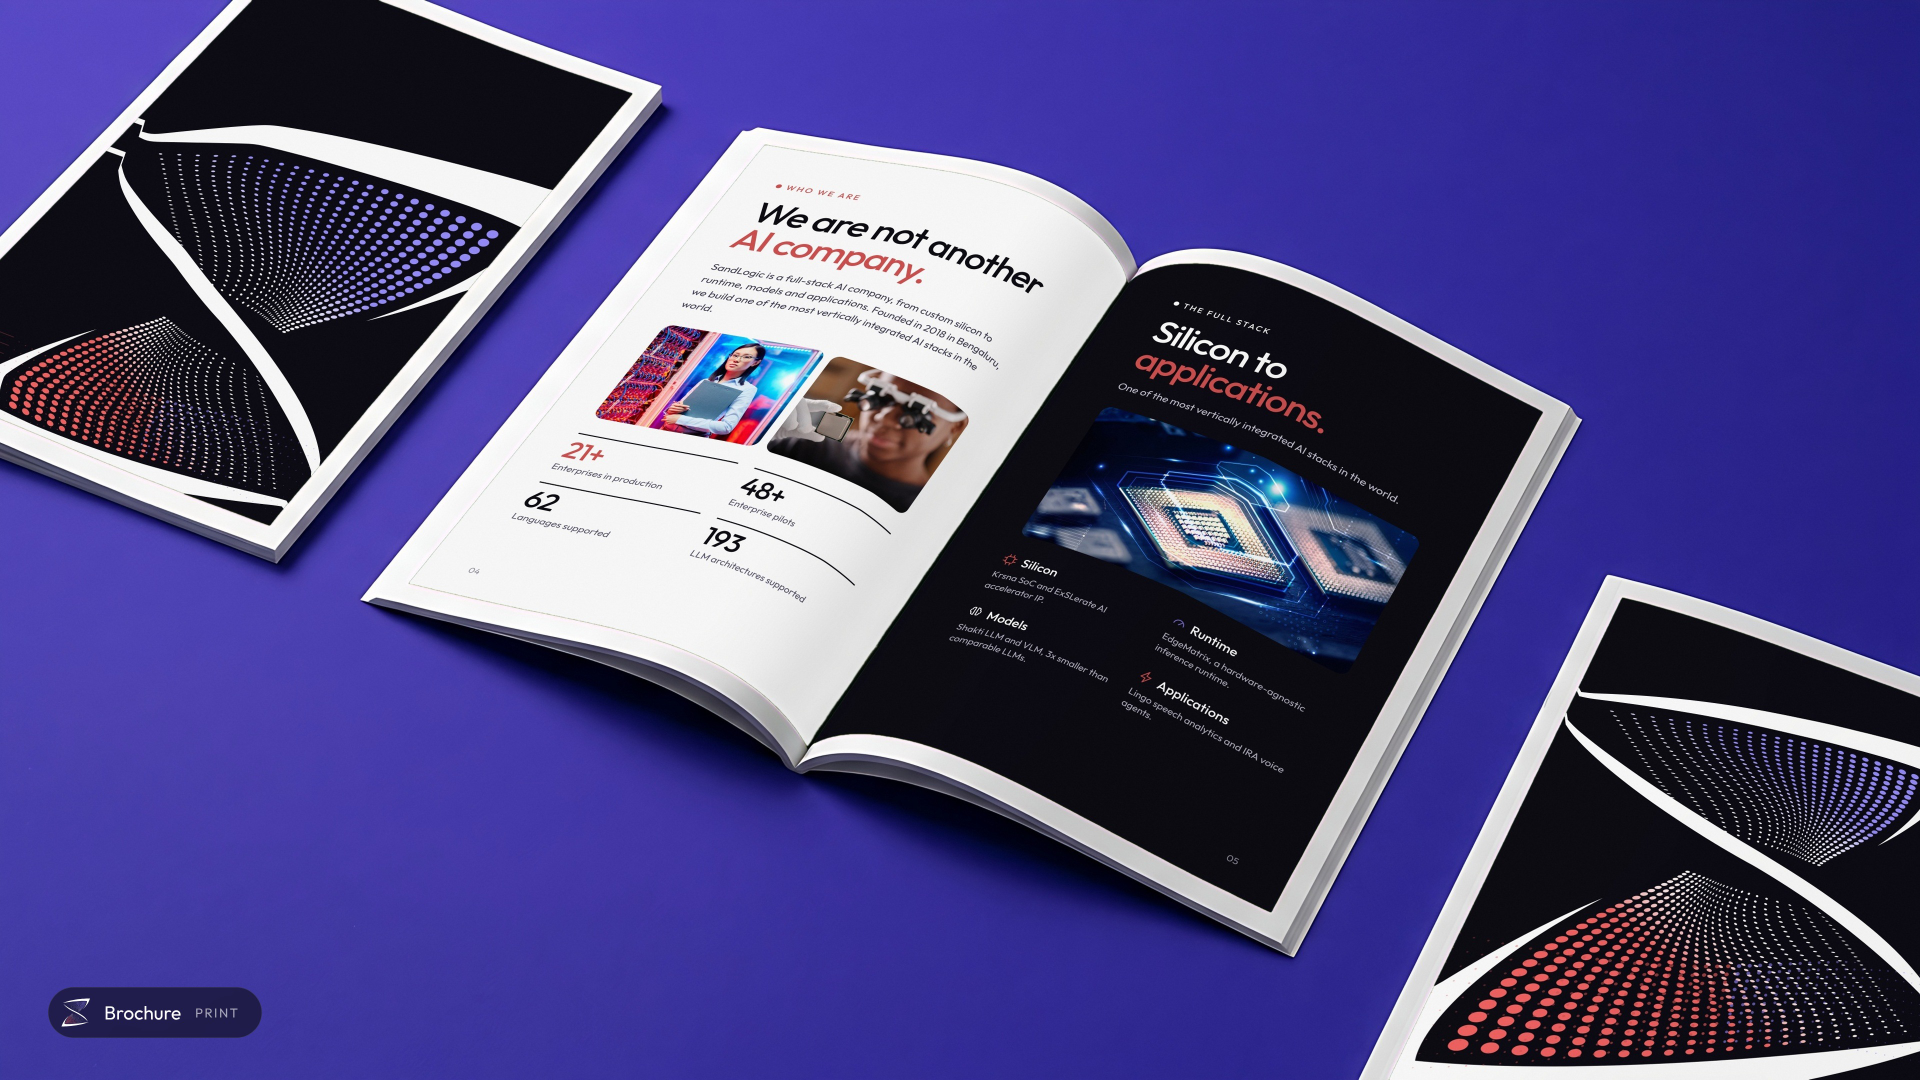 WHO WE ARE
We are not another
AI company.
SandLogic is a full-stack AI company, from custom silicon to
runtime, models and applications. Founded in 2018 in Bengaluru,
we build one of the most vertically integrated AI stacks in the
world.
21+
Enterprises in production
48+
Enterprise pilots
62
Languages supported
193
LLM architectures supported
04
THE FULL STACK
Silicon to
applications.
One of the most vertically integrated AI stacks in the world.
Silicon
Krsna SoC and ExSLerate AI
accelerator IP.
Runtime
EdgeMatrix, a hardware-agnostic
inference runtime.
Models
Shakti LLM and VLM, 3x smaller than
comparable LLMs.
Applications
Lingo speech analytics and IRA voice
agents.
05
Brochure PRINT